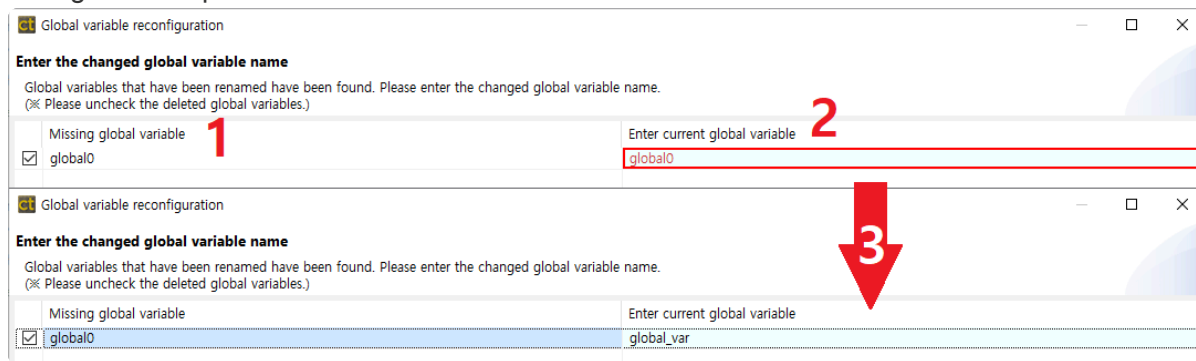 ct Global variable reconfiguration
Enter the changed global variable name
Global variables that have been renamed have been found. Please enter the changed global variable name.
(※ Please uncheck the deleted global variables.)
Missing global variable 1 Enter current global variable 2
global0 global0
3
ct Global variable reconfiguration
Enter the changed global variable name
Global variables that have been renamed have been found. Please enter the changed global variable name.
(※ Please uncheck the deleted global variables.)
Missing global variable Enter current global variable
global0 global_var